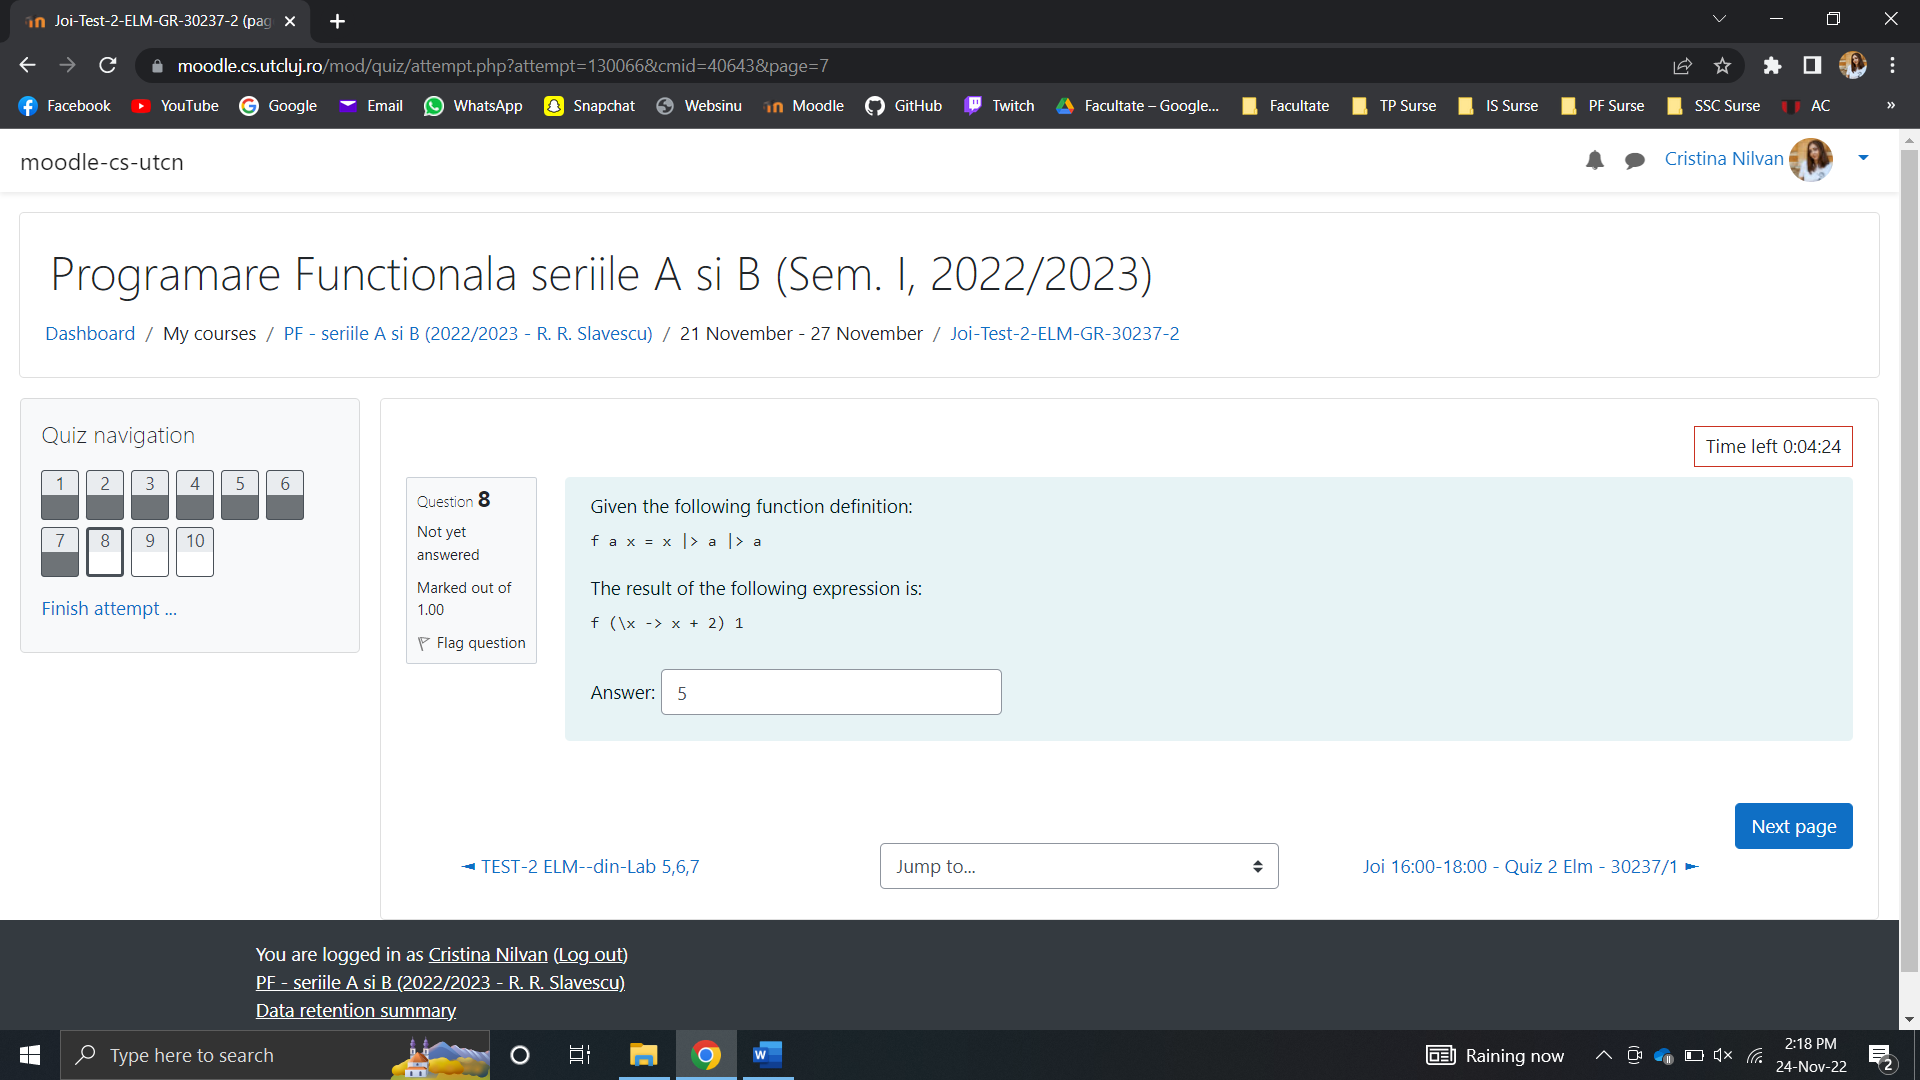 Joi-Test-2-ELM-GR-30237-2 (pag
moodle.cs.utcluj.ro/mod/quiz/attempt.php?attempt=130066&cmid=40643&page=7
Facebook YouTube Google Email WhatsApp Snapchat Websinu Moodle GitHub Twitch Facultate – Google... Facultate TP Surse IS Surse PF Surse SSC Surse AC »
moodle-cs-utcn
Cristina Nilvan
Programare Functionala seriile A si B (Sem. I, 2022/2023)
Dashboard / My courses / PF - seriile A si B (2022/2023 - R. R. Slavescu) / 21 November - 27 November / Joi-Test-2-ELM-GR-30237-2
Quiz navigation
1 2 3 4 5 6
7 8 9 10
Finish attempt ...
Time left 0:04:24
Question 8
Not yet
answered
Marked out of
1.00
Flag question
Given the following function definition:
f a x = x |> a |> a
The result of the following expression is:
f (\x -> x + 2) 1
Answer: 5
Next page
◄ TEST-2 ELM--din-Lab 5,6,7
Jump to...
Joi 16:00-18:00 - Quiz 2 Elm - 30237/1 ►
You are logged in as Cristina Nilvan (Log out)
PF - seriile A si B (2022/2023 - R. R. Slavescu)
Data retention summary
Type here to search
Raining now
2:18 PM
24-Nov-22
2